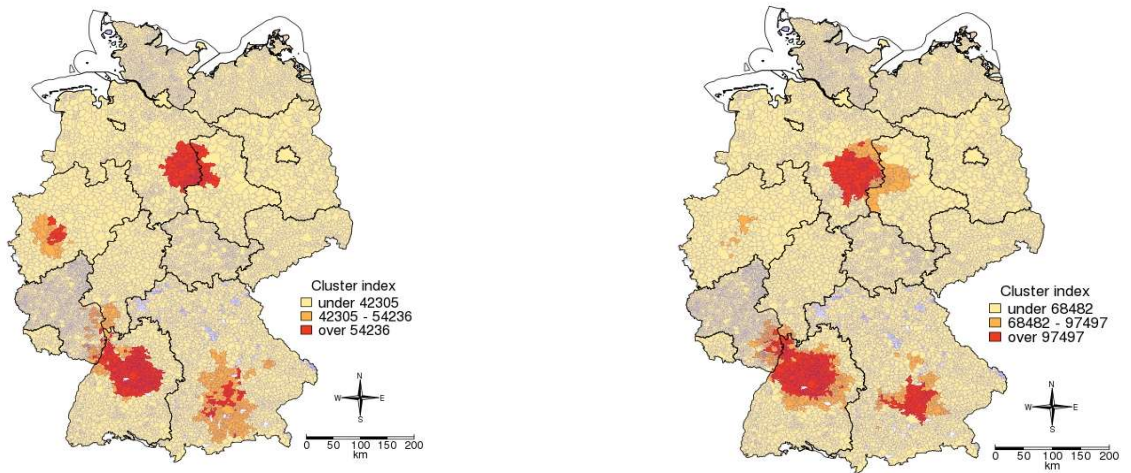 Cluster index
under 42305
42305 - 54236
over 54236
N
W E
S
0 50 100 150 200
km
Cluster index
under 68482
68482 - 97497
over 97497
N
W E
S
0 50 100 150 200
km